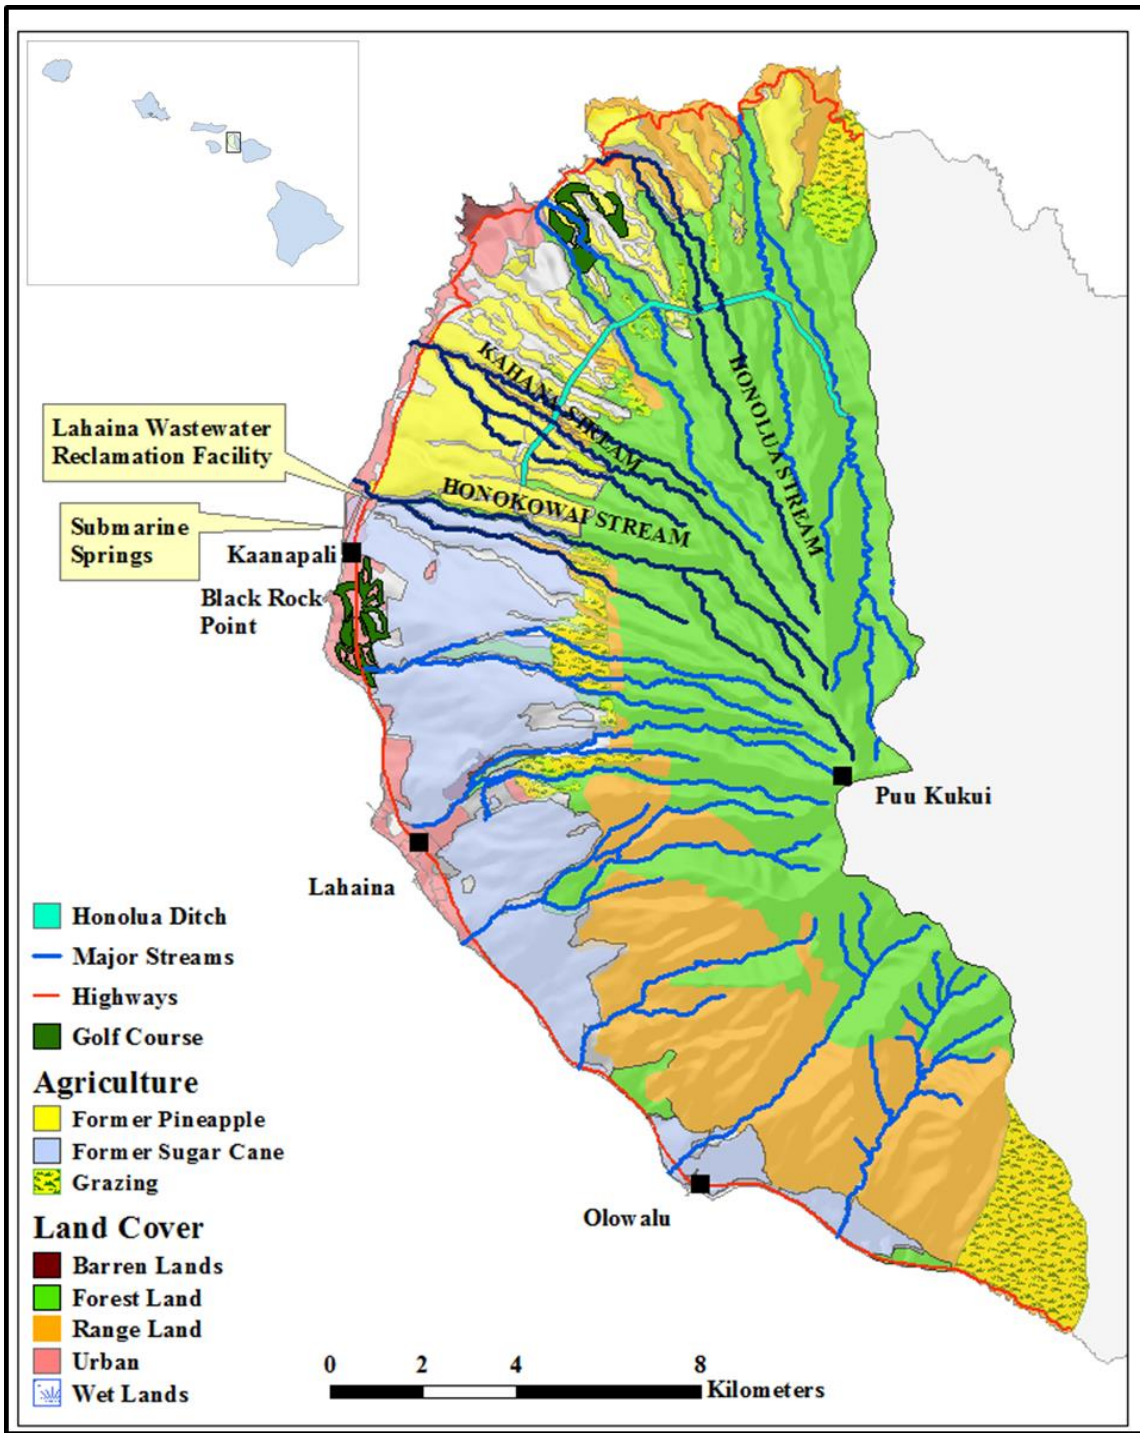 KAHANA STREAM
HONOLUA STREAM
Lahaina Wastewater
Reclamation Facility
HONOKOWAI STREAM
Submarine
Springs
Kaanapali
Black Rock
Point
Puu Kukui
Lahaina
Olowalu
Honolua Ditch
Major Streams
Highways
Golf Course
Agriculture
Former Pineapple
Former Sugar Cane
Grazing
Land Cover
Barren Lands
Forest Land
Range Land
Urban
Wet Lands
0 2 4 8
Kilometers